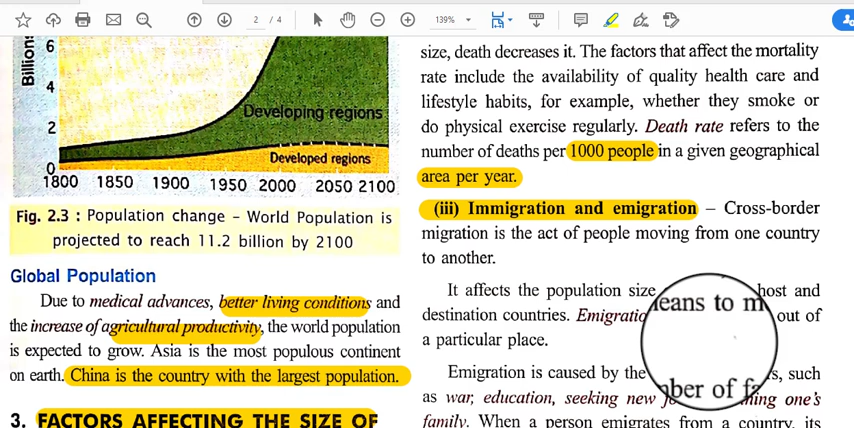 2 / 4
139%
Billions
6
4
2
0
Developing regions
Developed regions
1800 1850 1900 1950 2000 2050 2100
Fig. 2.3 : Population change – World Population is
projected to reach 11.2 billion by 2100
Global Population
Due to medical advances, better living conditions and
the increase of agricultural productivity, the world population
is expected to grow. Asia is the most populous continent
on earth. China is the country with the largest population.
3. FACTORS AFFECTING THE SIZE OF
size, death decreases it. The factors that affect the mortality
rate include the availability of quality health care and
lifestyle habits, for example, whether they smoke or
do physical exercise regularly. Death rate refers to the
number of deaths per 1000 people in a given geographical
area per year.
(iii) Immigration and emigration – Cross-border
migration is the act of people moving from one country
to another.
It affects the population size host and
destination countries. eans to m out of
a particular place.
Emigration is caused by the ber of fa s, such
as war, education, seeking new ing one's
family. When a person emigrates from a country, its